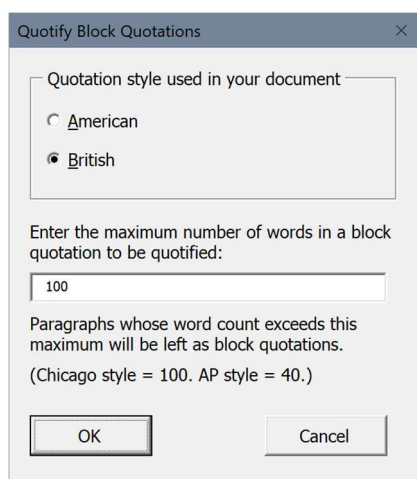 Quotify Block Quotations
Quotation style used in your document
American
British
Enter the maximum number of words in a block
quotation to be quotified:
100
Paragraphs whose word count exceeds this
maximum will be left as block quotations.
(Chicago style = 100. AP style = 40.)
OK
Cancel